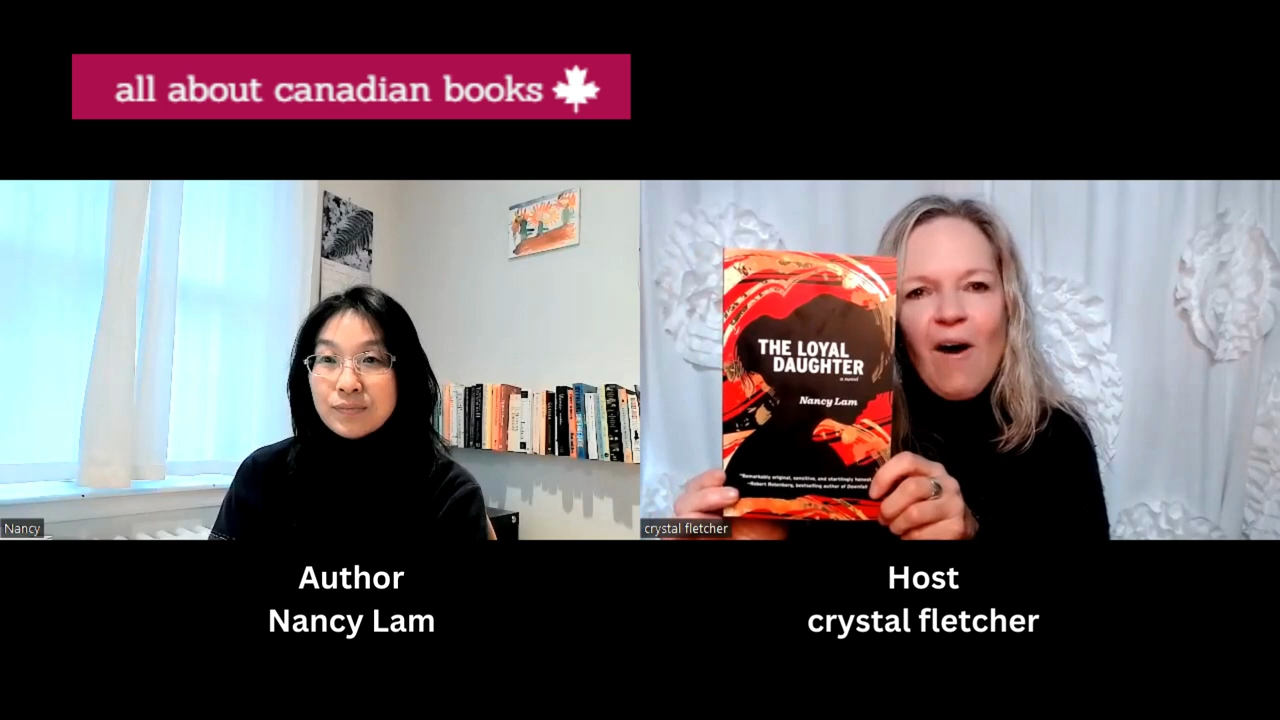 all about canadian books
THE LOYAL
DAUGHTER
a novel
Nancy Lam
"Remarkably original, sensitive, and startlingly honest.
—Robert Rotenberg, bestselling author of Downfall
Nancy
crystal fletcher
Author
Nancy Lam
Host
crystal fletcher